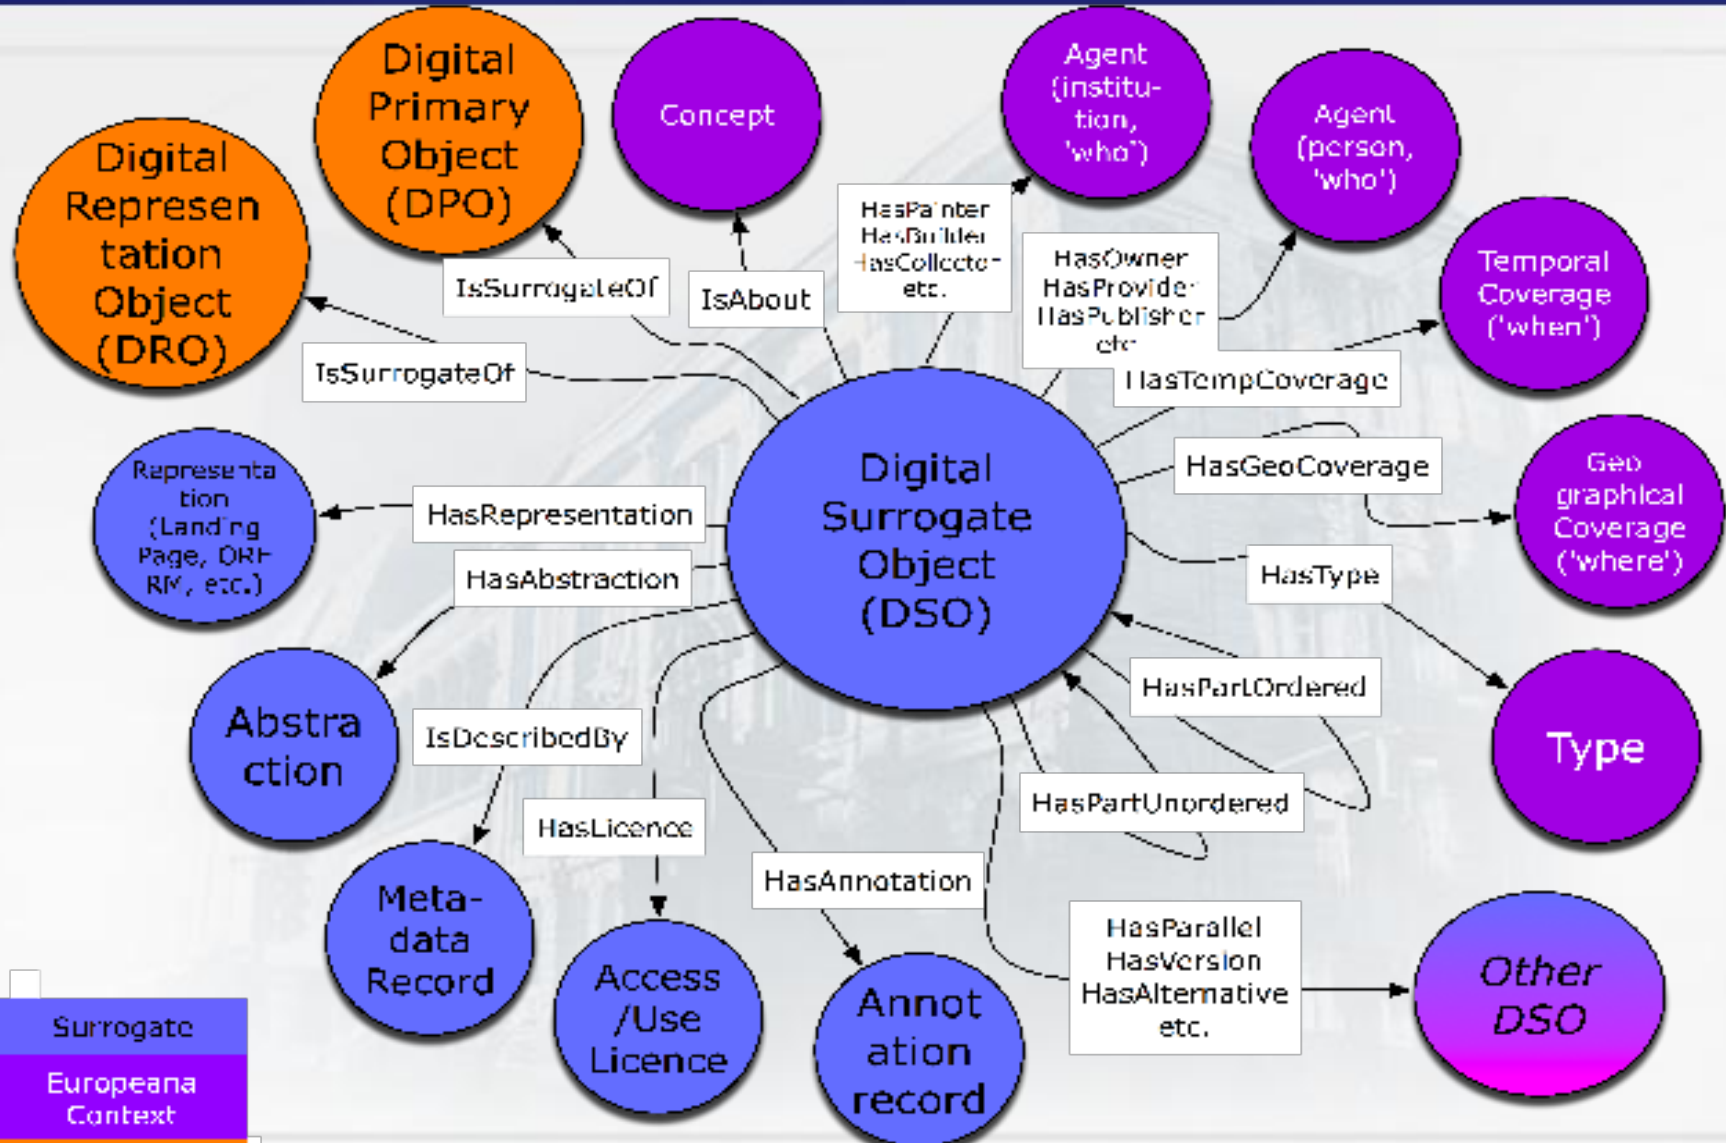 Digital
Primary
Object
(DPO)
Concept
Agent
(institu-
tion,
'who')
Agent
(person,
'who')
Digital
Represen
tation
Object
(DRO)
HasPainter
HasBuilder
HasCollector
etc.
HasOwner
HasProvider
HasPublisher
etc
Temporal
Coverage
('when')
IsSurrogateOf
IsAbout
IsSurrogateOf
HasTempCoverage
HasGeoCoverage
Geo
graphical
Coverage
('where')
Representa
tion
(Landing
Page,
RM, etc.)
HasRepresentation
HasAbstraction
Digital
Surrogate
Object
(DSO)
HasType
HasPartOrdered
Abstra
ction
IsDescribedBy
Type
HasPartUnordered
HasLicence
HasAnnotation
Meta-
data
Record
Access
/Use
Licence
Annot
ation
record
HasParallel
HasVersion
HasAlternative
etc.
Other
DSO
Surrogate
Europeana
Context